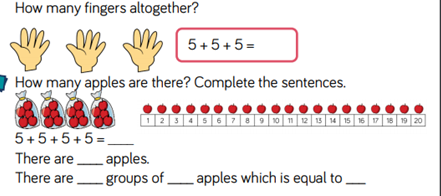 How many fingers altogether?
5 + 5 + 5 =
How many apples are there? Complete the sentences.
1 2 3 4 5 6 7 8 9 10 11 12 13 14 15 16 17 18 19 20
5 + 5 + 5 + 5 = ____
There are ____ apples.
There are ____ groups of ____ apples which is equal to ____